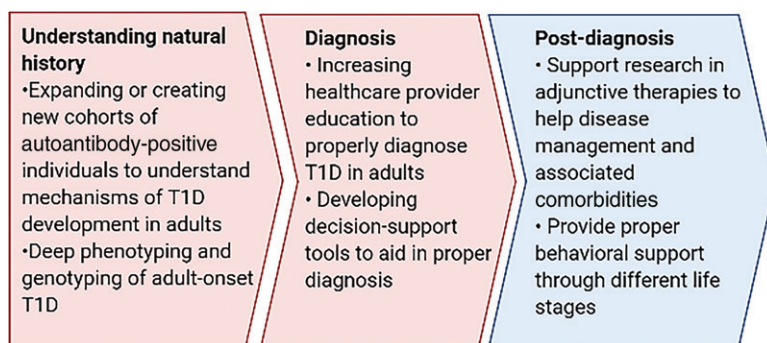 Understanding natural
history
•Expanding or creating
new cohorts of
autoantibody-positive
individuals to understand
mechanisms of T1D
development in adults
•Deep phenotyping and
genotyping of adult-onset
T1D
Diagnosis
• Increasing
healthcare provider
education to
properly diagnose
T1D in adults
• Developing
decision-support
tools to aid in proper
diagnosis
Post-diagnosis
• Support research in
adjunctive therapies to
help disease
management and
associated
comorbidities
• Provide proper
behavioral support
through different life
stages